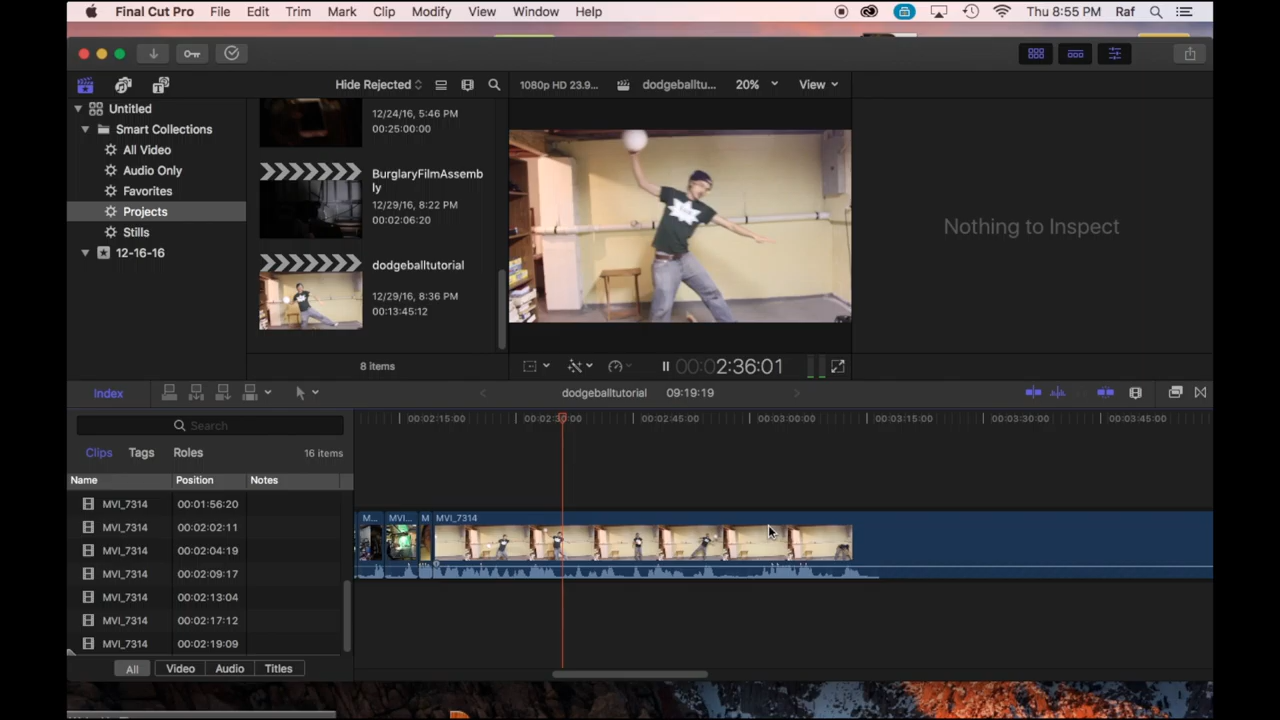 Final Cut Pro File Edit Trim Mark Clip Modify View Window Help Thu 8:55 PM Raf
Hide Rejected 1080p HD 23.9... dodgeballtu... 20% View
Untitled
Smart Collections
All Video
Audio Only
Favorites
Projects
Stills
12-16-16
12/24/16, 5:46 PM
00:25:00:00
BurglaryFilmAssemb
ly
12/29/16, 8:22 PM
00:02:06:20
dodgeballtutorial
12/29/16, 8:36 PM
00:13:45:12
8 items
00:02:36:01
Nothing to Inspect
Index dodgeballtutorial 09:19:19
Search
Clips Tags Roles 16 items
Name Position Notes
MVI_7314 00:01:56:20
MVI_7314 00:02:02:11
MVI_7314 00:02:04:19
MVI_7314 00:02:09:17
MVI_7314 00:02:13:04
MVI_7314 00:02:17:12
MVI_7314 00:02:19:09
All Video Audio Titles
00:02:15:00 00:02:30:00 00:02:45:00 00:03:00:00 00:03:15:00 00:03:30:00 00:03:45:00
M... MVI... M MVI_7314